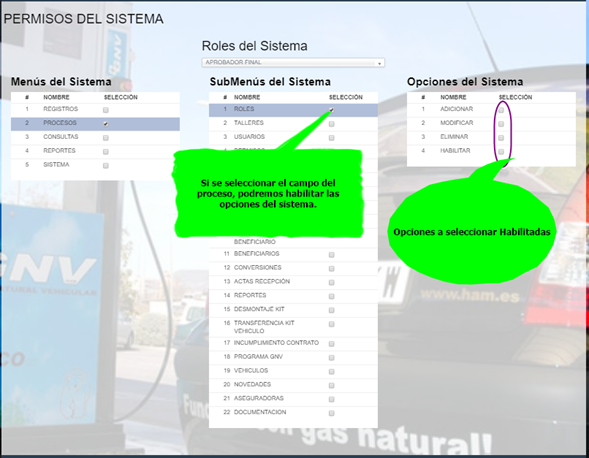 PERMISOS DEL SISTEMA
Roles del Sistema
APROBADOR FINAL
Menús del Sistema
# NOMBRE SELECCIÓN
1 REGISTROS
2 PROCESOS
3 CONSULTAS
4 REPORTES
5 SISTEMA
SubMenús del Sistema
# NOMBRE SELECCIÓN
1 ROLES
2 TALLERES
3 USUARIOS
Si se seleccionar el campo del
proceso, podremos habilitar las
opciones del sistema.
BENEFICIARIO
11 BENEFICIARIOS
12 CONVERSIONES
13 ACTAS RECEPCIÓN
14 REPORTES
15 DESMONTAJE KIT
16 TRANSFERENCIA KIT
VEHICULO
17 INCUMPLIMIENTO CONTRATO
18 PROGRAMA GNV
19 VEHICULOS
20 NOVEDADES
21 ASEGURADORAS
22 DOCUMENTACION
Opciones del Sistema
# NOMBRE SELECCIÓN
1 ADICIONAR
2 MODIFICAR
3 ELIMINAR
4 HABILITAR
Opciones a seleccionar Habilitadas
GNV
www.ham.es
gas natural!